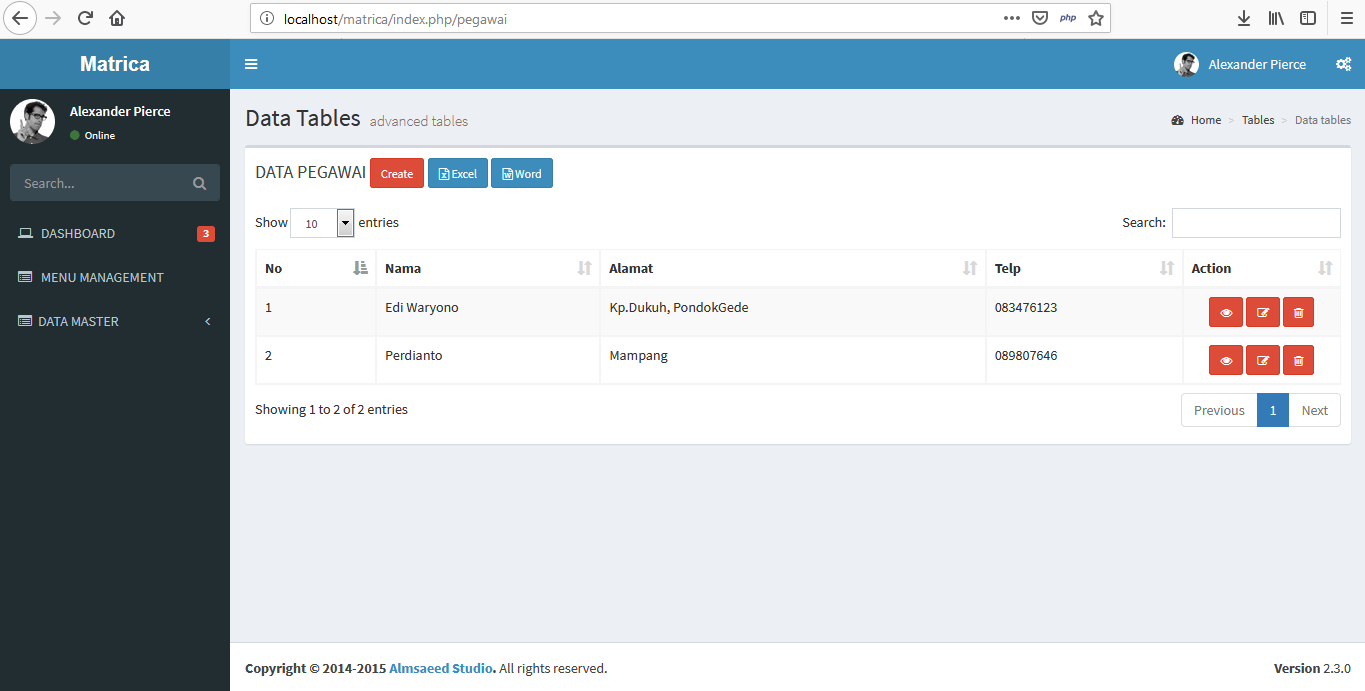 localhost/matrica/index.php/pegawai
php
Matrica
Alexander Pierce
Alexander Pierce
Online
Search...
DASHBOARD 3
MENU MANAGEMENT
DATA MASTER
Data Tables advanced tables
Home > Tables > Data tables
DATA PEGAWAI Create Excel Word
Show 10 entries
Search:
No Nama Alamat Telp Action
1 Edi Waryono Kp.Dukuh, PondokGede 083476123
2 Perdianto Mampang 089807646
Showing 1 to 2 of 2 entries
Previous 1 Next
Copyright © 2014-2015 Almsaeed Studio. All rights reserved.
Version 2.3.0